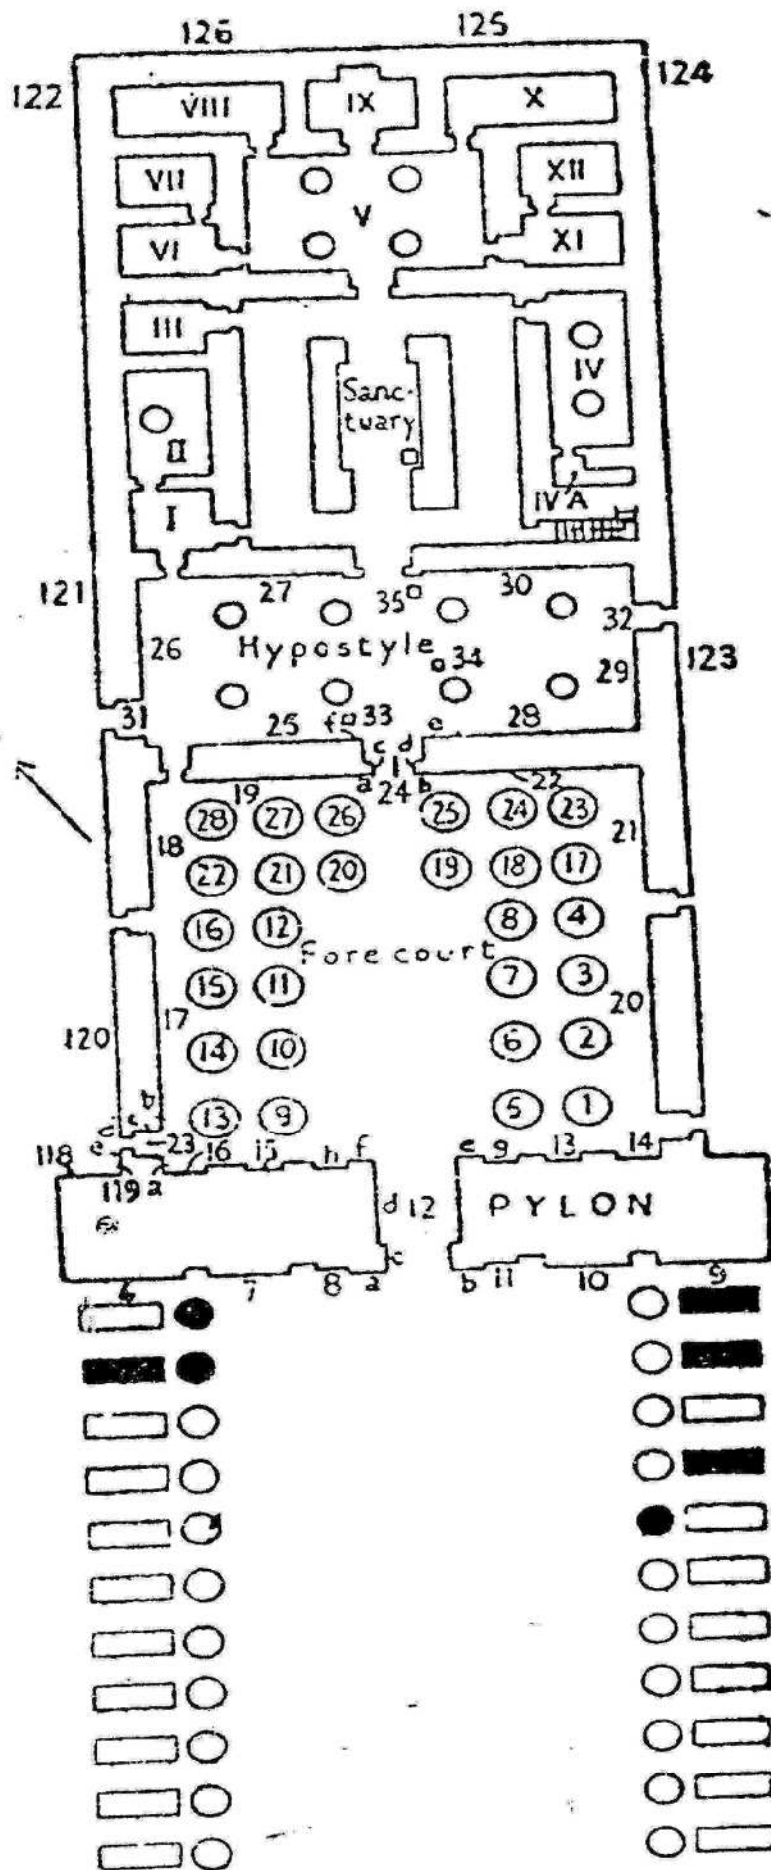 126 125
122 124
VIII IX X
VII XII
V
VI XI
III
IV
Sanc-
tuary
II
IV A
I
27 30
121 35
32
26 Hypostyle 34 29 123
31
25 f 33 e 28
c d
a 24 b
19 22
28 27 26 25 24 23
18 21
22 21 20 19 18 17
16 12 8 4
Forecourt
15 11 7 3
17 20
120
14 10 6 2
b
c
13 9 5 1
d
e 23
118 16 15 h f e 9 13 14
119 a
d 12 PYLON
c
7 8 a b 11 10 9